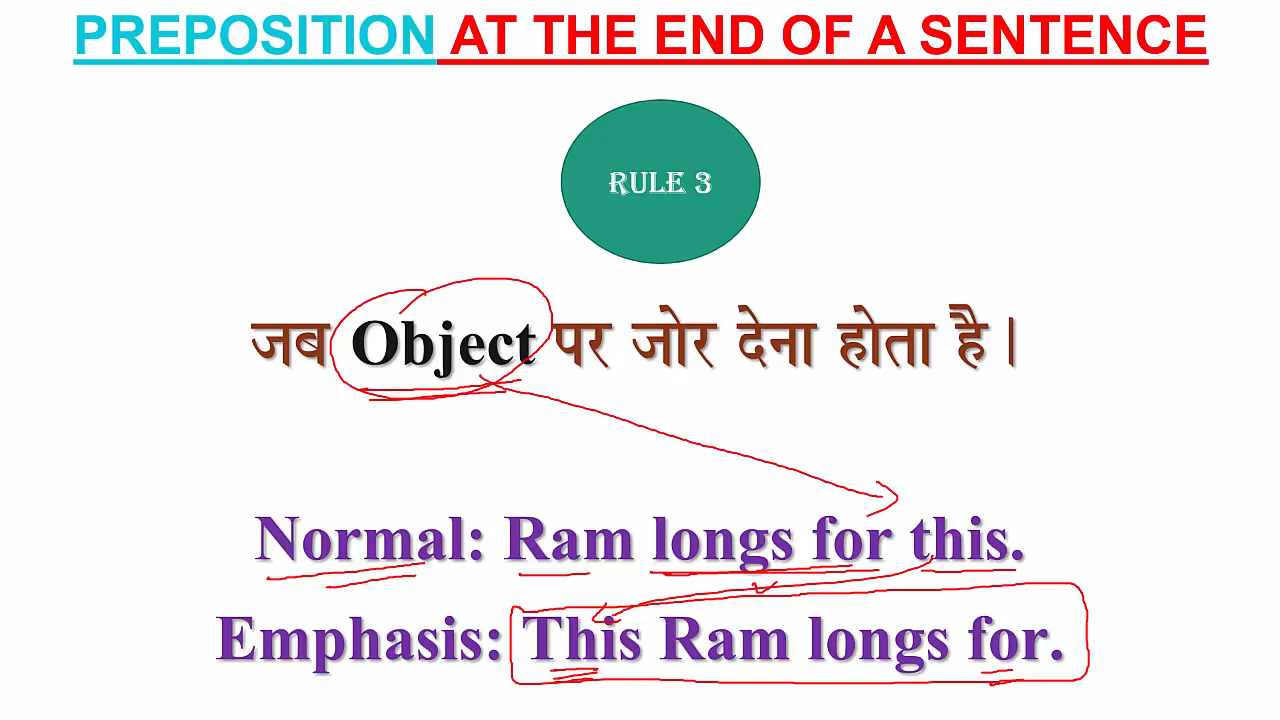 PREPOSITION AT THE END OF A SENTENCE
RULE 3
जब Object पर जोर देना होता है।
Normal: Ram longs for this.
Emphasis: This Ram longs for.